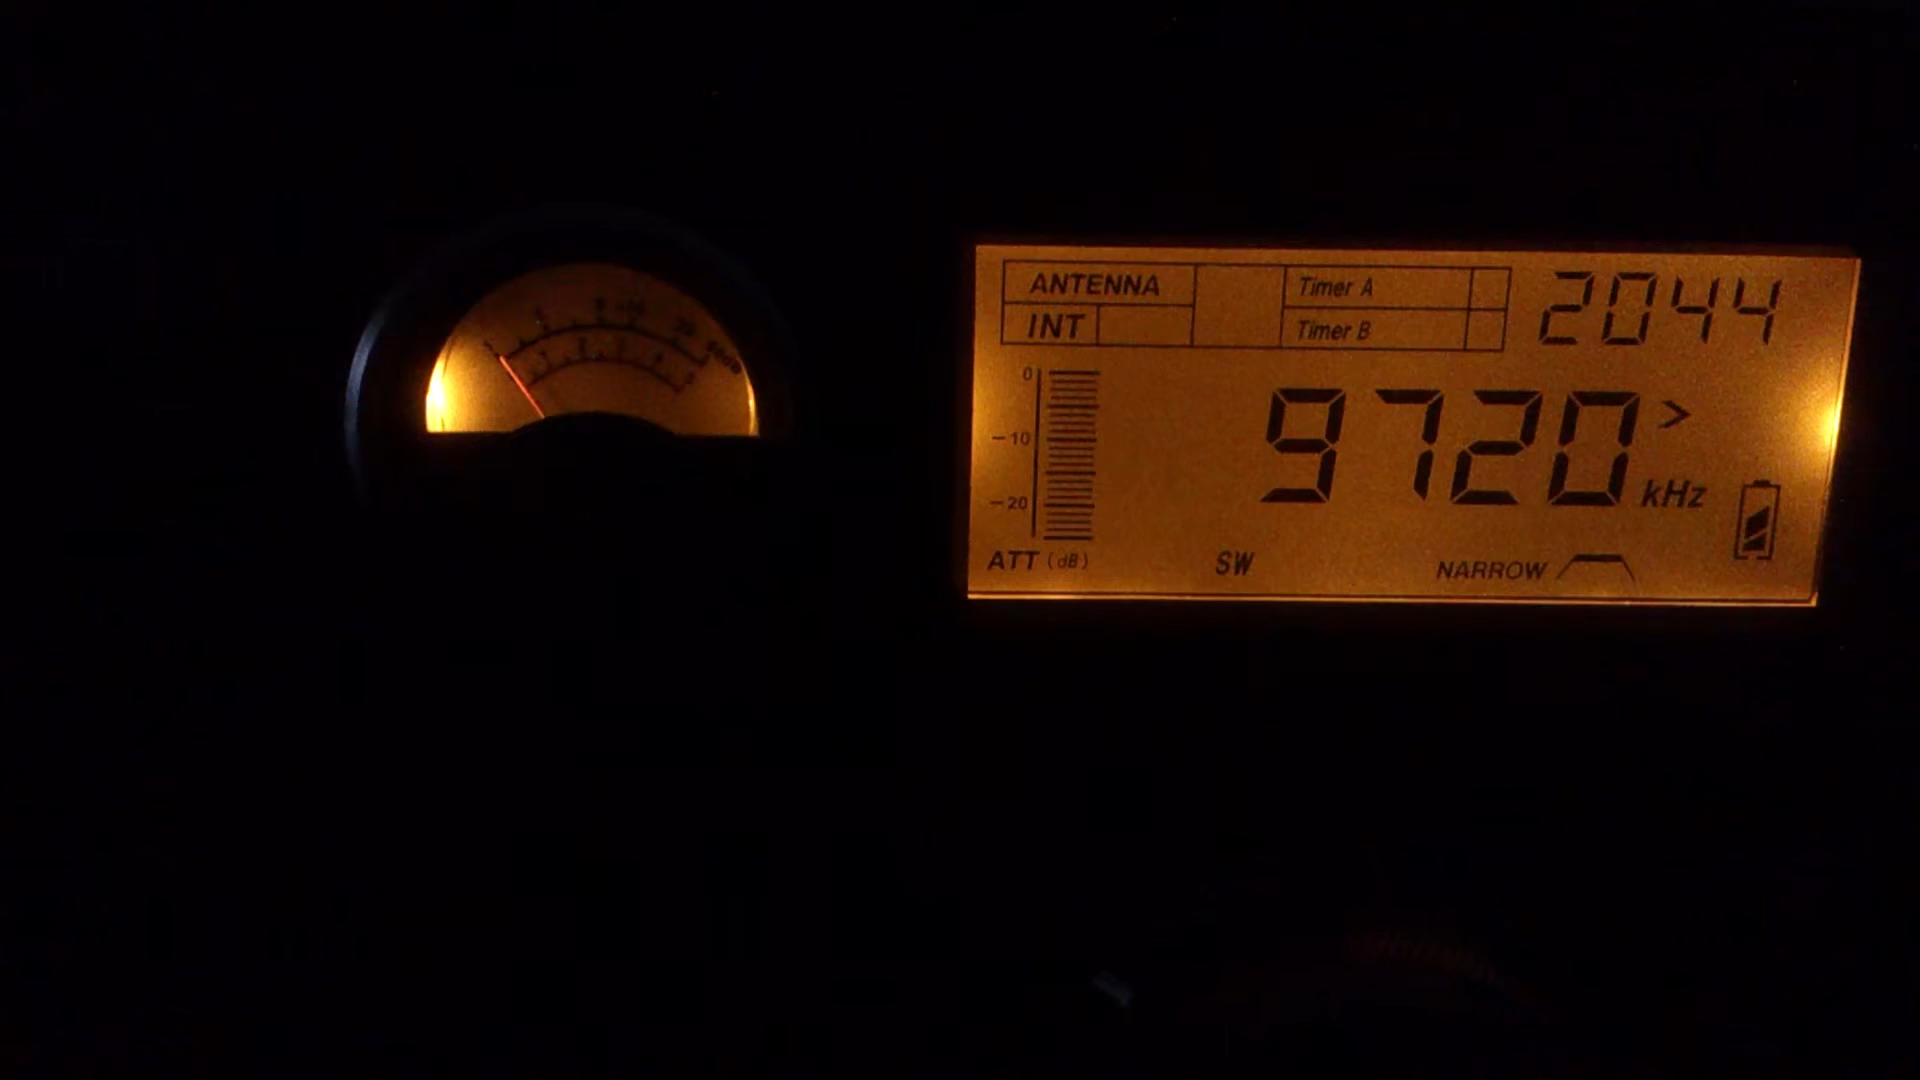 ANTENNA
Timer A
2044
INT
Timer B
0
9720 >
-10
-20
kHz
ATT (dB)
SW
NARROW